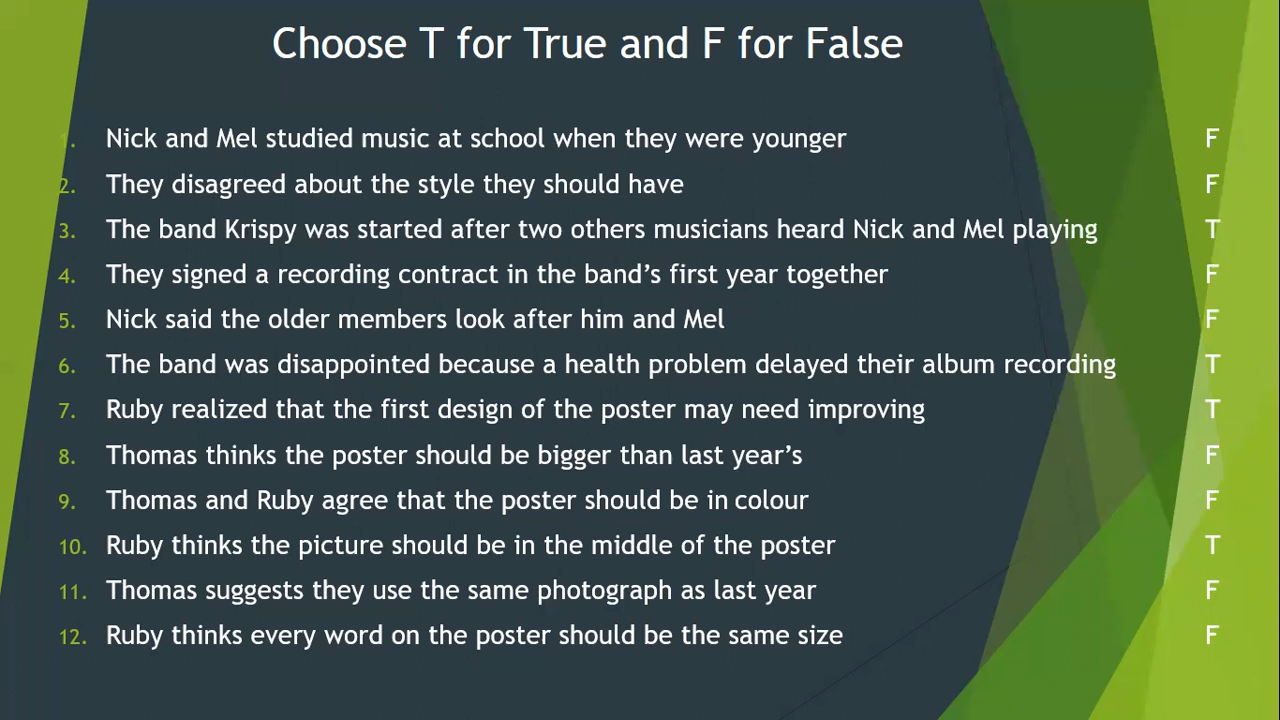 Choose T for True and F for False
1. Nick and Mel studied music at school when they were younger F
2. They disagreed about the style they should have F
3. The band Krispy was started after two others musicians heard Nick and Mel playing T
4. They signed a recording contract in the band’s first year together F
5. Nick said the older members look after him and Mel F
6. The band was disappointed because a health problem delayed their album recording T
7. Ruby realized that the first design of the poster may need improving T
8. Thomas thinks the poster should be bigger than last year’s F
9. Thomas and Ruby agree that the poster should be in colour F
10. Ruby thinks the picture should be in the middle of the poster T
11. Thomas suggests they use the same photograph as last year F
12. Ruby thinks every word on the poster should be the same size F